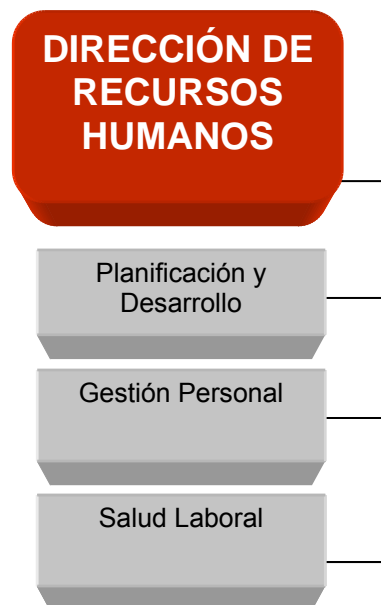 DIRECCIÓN DE
RECURSOS
HUMANOS
Planificación y
Desarrollo
Gestión Personal
Salud Laboral